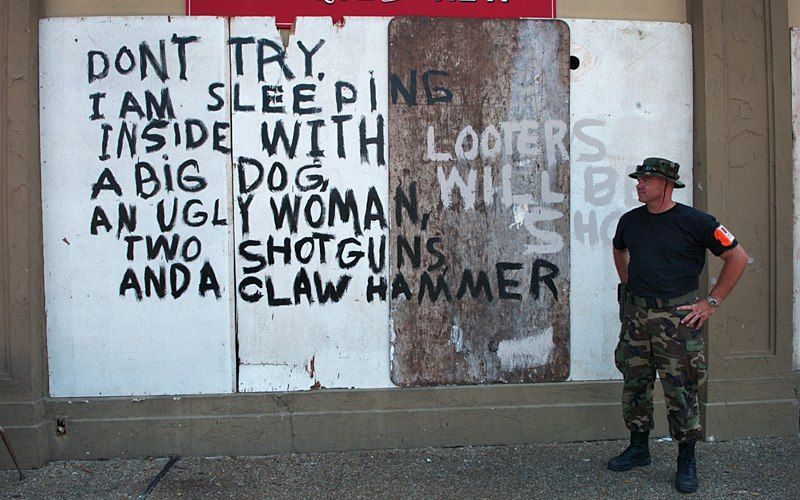 DONT TRY.
I AM SLEEPING
INSIDE WITH
A BIG DOG,
AN UGLY WOMAN,
TWO SHOTGUNS,
AND A CLAW HAMMER
LOOTERS
WILL BE
SHO